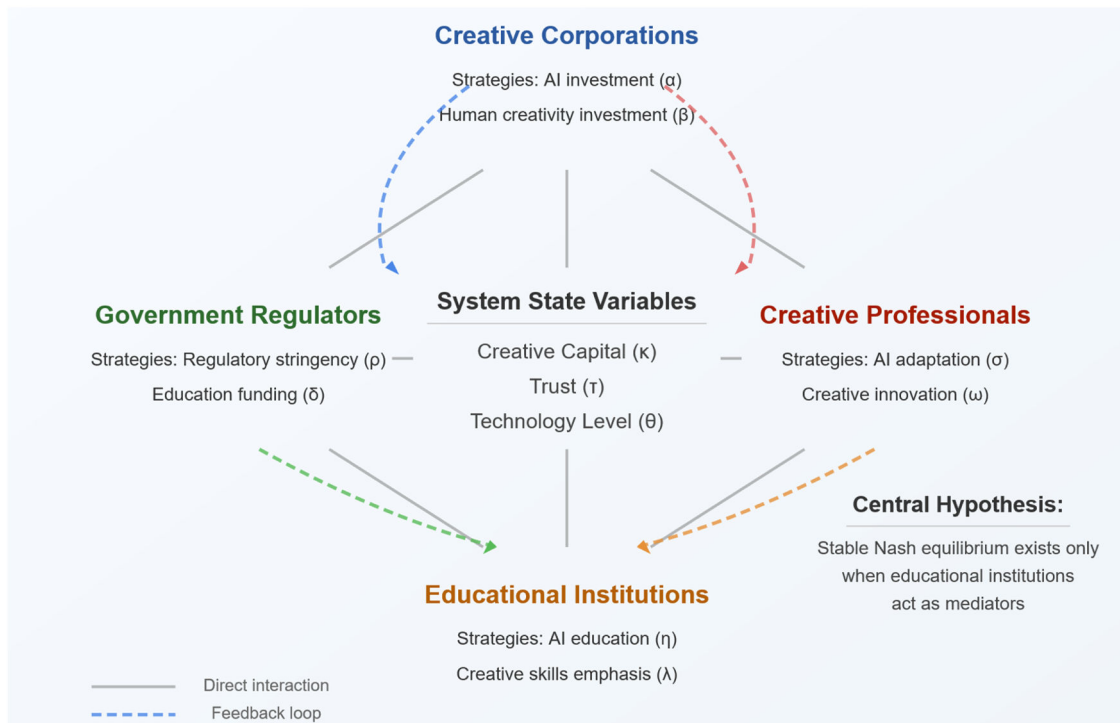 Creative Corporations
Strategies: AI investment (α)
Human creativity investment (β)
Government Regulators
Strategies: Regulatory stringency (ρ)
Education funding (δ)
System State Variables
Creative Capital (κ)
Trust (τ)
Technology Level (θ)
Creative Professionals
Strategies: AI adaptation (σ)
Creative innovation (ω)
Central Hypothesis:
Stable Nash equilibrium exists only
when educational institutions
act as mediators
Educational Institutions
Strategies: AI education (η)
Creative skills emphasis (λ)
Direct interaction
Feedback loop